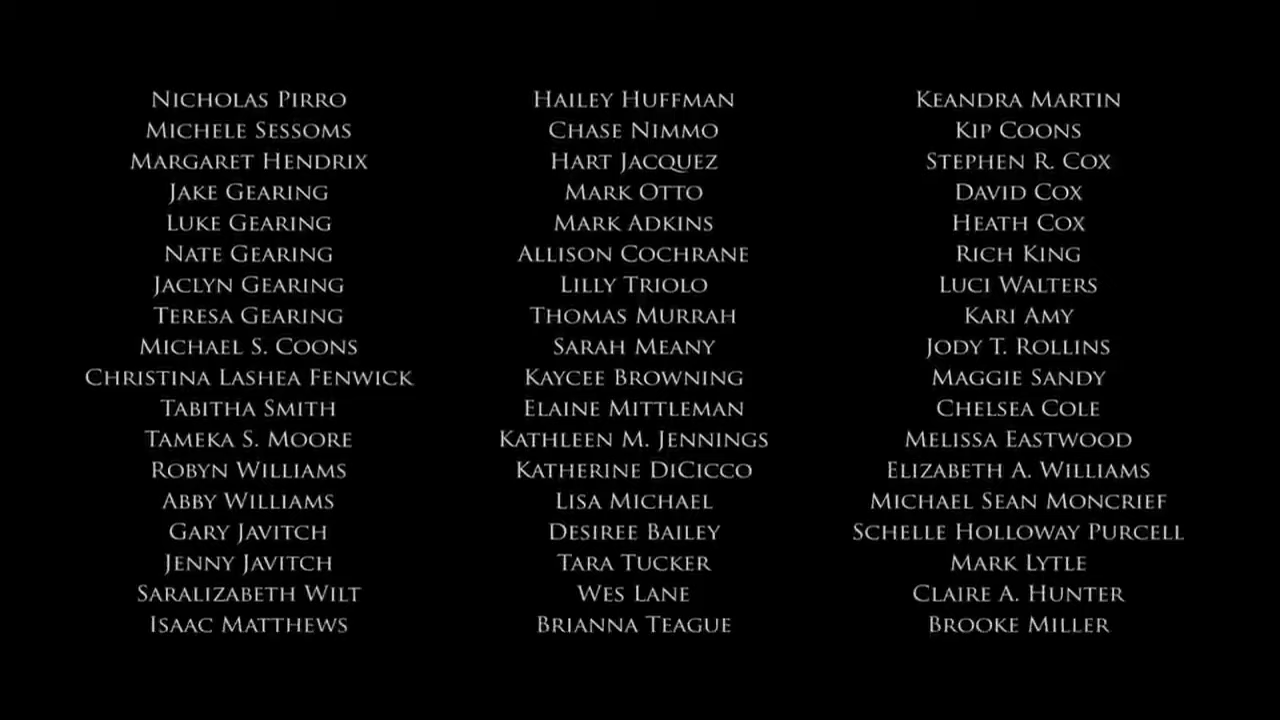 Nicholas Pirro
Michele Sessoms
Margaret Hendrix
Jake Gearing
Luke Gearing
Nate Gearing
Jaclyn Gearing
Teresa Gearing
Michael S. Coons
Christina Lashea Fenwick
Tabitha Smith
Tameka S. Moore
Robyn Williams
Abby Williams
Gary Javitch
Jenny Javitch
Saralizabeth Wilt
Isaac Matthews
Hailey Huffman
Chase Nimmo
Hart Jacquez
Mark Otto
Mark Adkins
Allison Cochrane
Lilly Triolo
Thomas Murrah
Sarah Meany
Kaycee Browning
Elaine Mittleman
Kathleen M. Jennings
Katherine DiCicco
Lisa Michael
Desiree Bailey
Tara Tucker
Wes Lane
Brianna Teague
Keandra Martin
Kip Coons
Stephen R. Cox
David Cox
Heath Cox
Rich King
Luci Walters
Kari Amy
Jody T. Rollins
Maggie Sandy
Chelsea Cole
Melissa Eastwood
Elizabeth A. Williams
Michael Sean Moncrief
Schelle Holloway Purcell
Mark Lytle
Claire A. Hunter
Brooke Miller